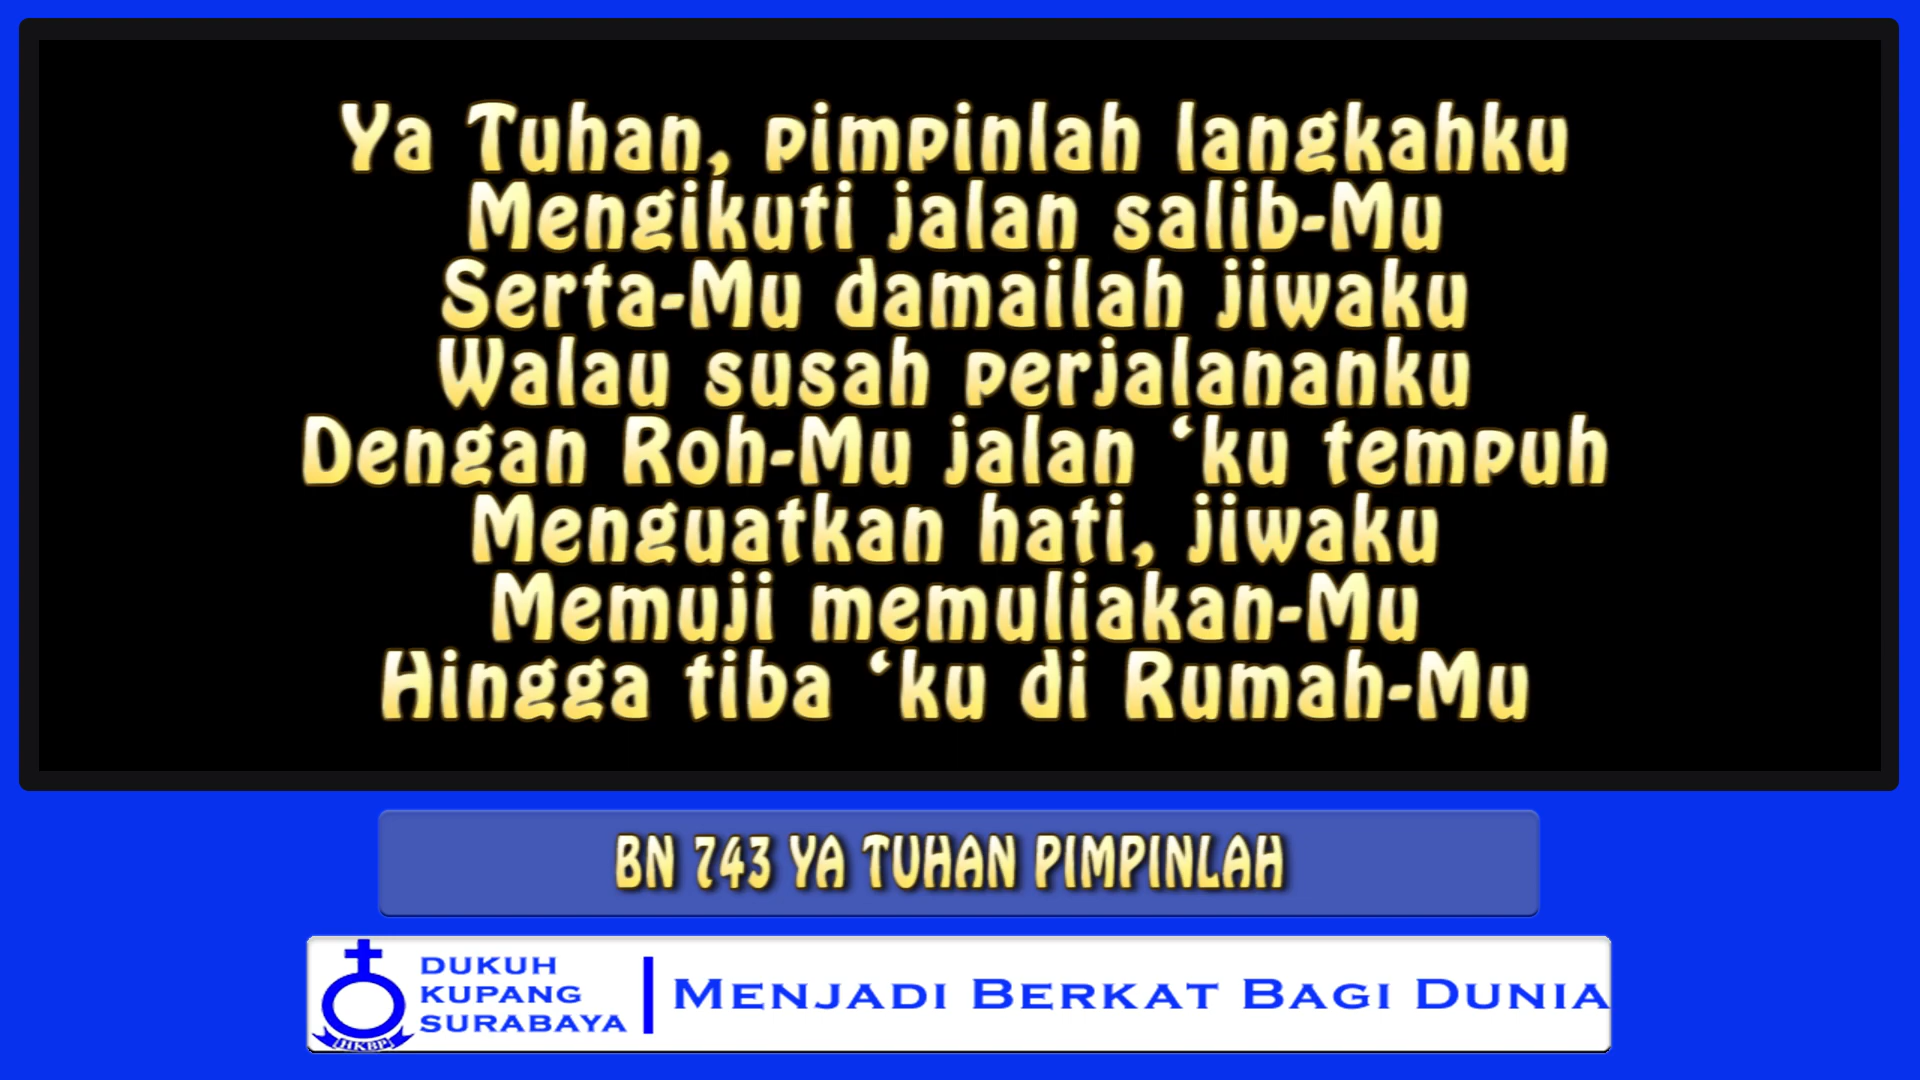 Ya Tuhan, pimpinlah langkahku
Mengikuti jalan salib-Mu
Serta-Mu damailah jiwaku
Walau susah perjalananku
Dengan Roh-Mu jalan ‘ku tempuh
Menguatkan hati, jiwaku
Memuji memuliakan-Mu
Hingga tiba ‘ku di Rumah-Mu
BN 743 YA TUHAN PIMPINLAH
DUKUH
KUPANG
SURABAYA
HKBP
MENJADI BERKAT BAGI DUNIA